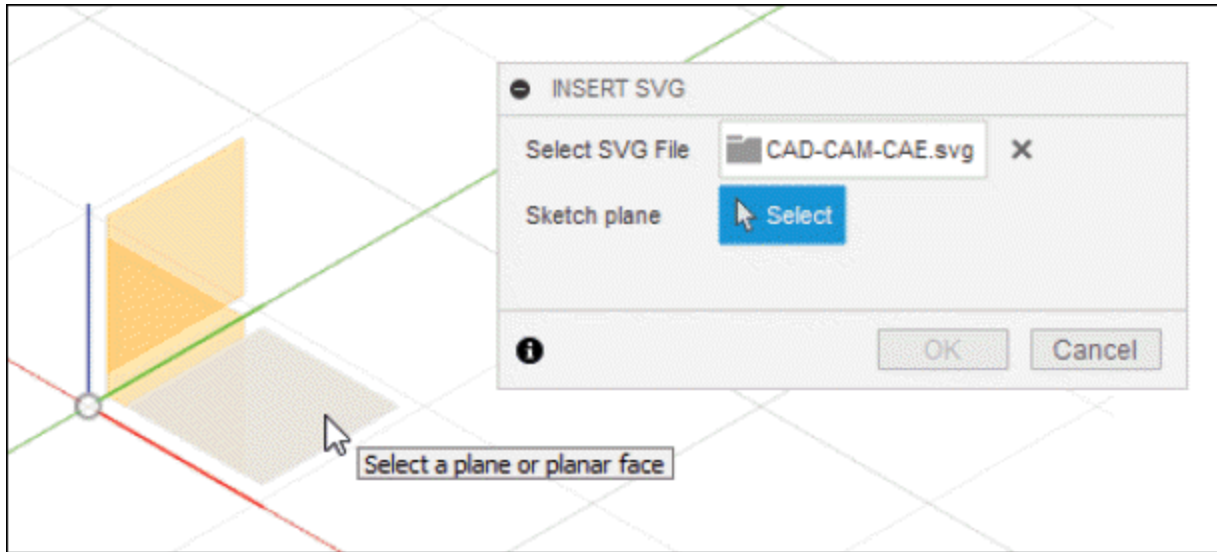 INSERT SVG
Select SVG File CAD-CAM-CAE.svg
Sketch plane Select
OK Cancel
Select a plane or planar face